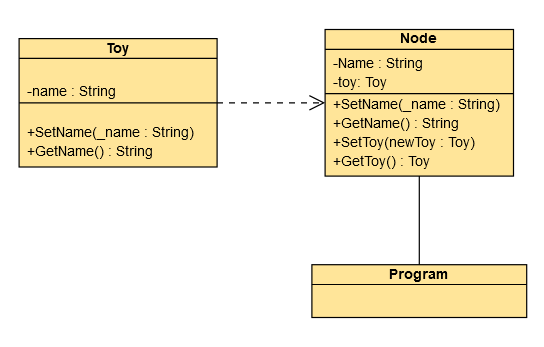 Toy
-name : String
+SetName(_name : String)
+GetName() : String
Node
-Name : String
-toy: Toy
+SetName(_name : String)
+GetName() : String
+SetToy(newToy : Toy)
+GetToy() : Toy
Program